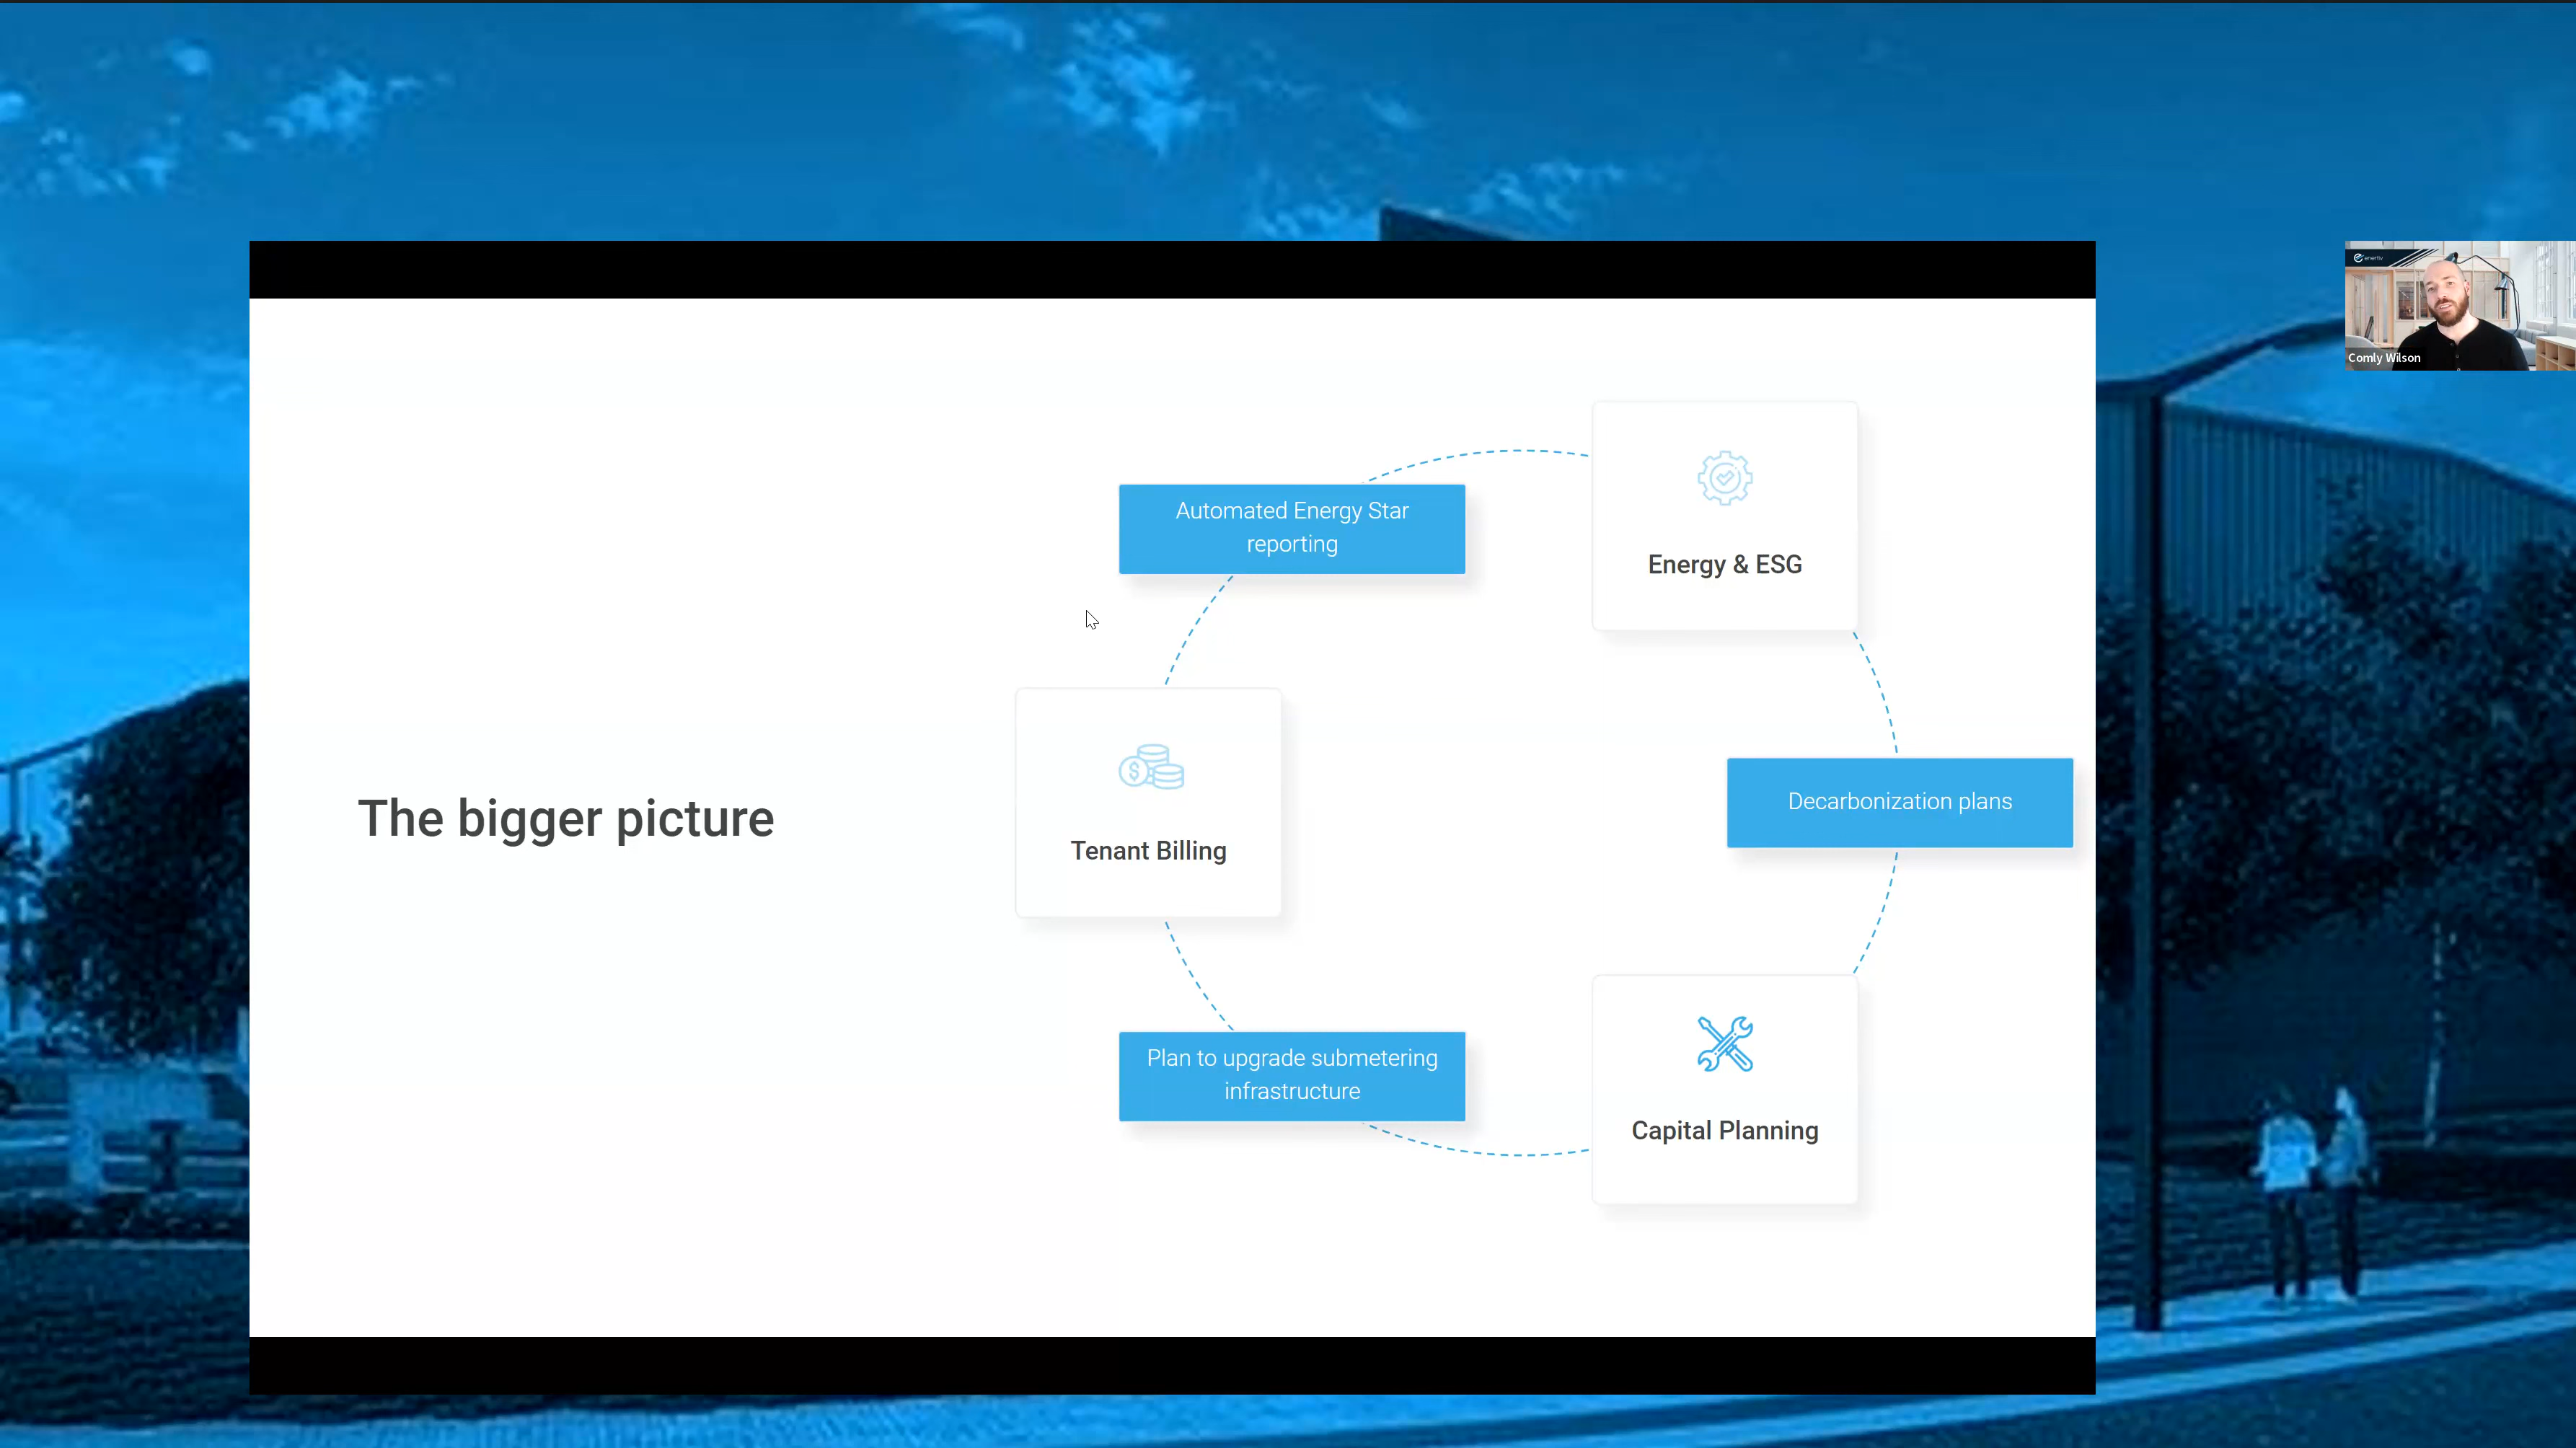 enertiv
Comly Wilson
The bigger picture
Automated Energy Star
reporting
Energy & ESG
Tenant Billing
Decarbonization plans
Plan to upgrade submetering
infrastructure
Capital Planning